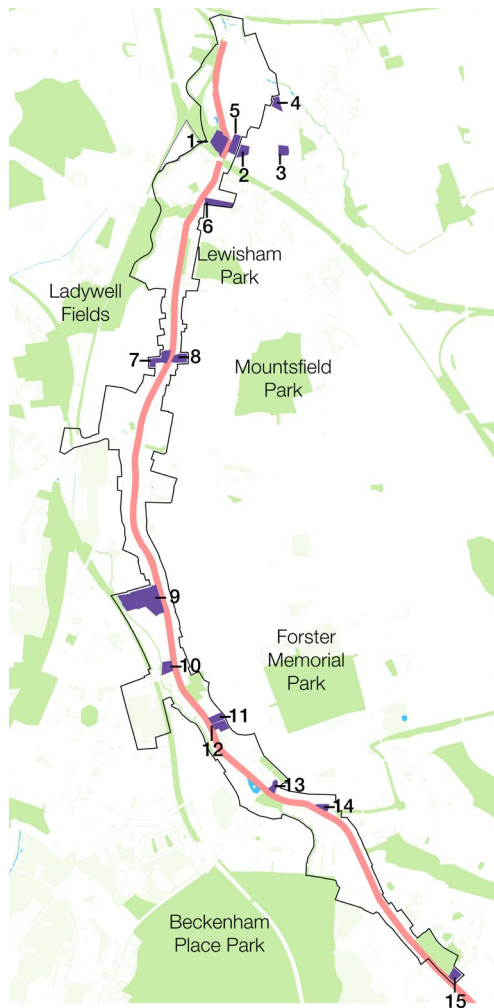 4
5
1
2
3
6
Lewisham
Park
Ladywell
Fields
7
8
Mountsfield
Park
9
Forster
Memorial
Park
10
11
12
13
14
Beckenham
Place Park
15